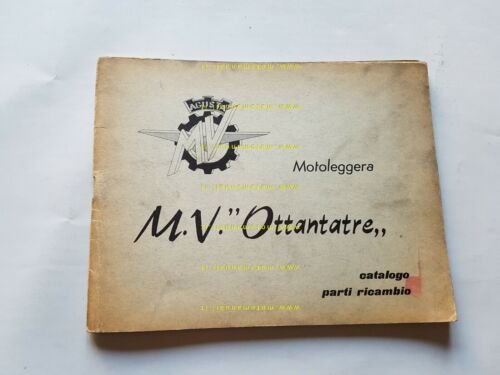 AGUSTA
MV
Motoleggera
M.V. "Ottantatre„
catalogo
parti ricambio